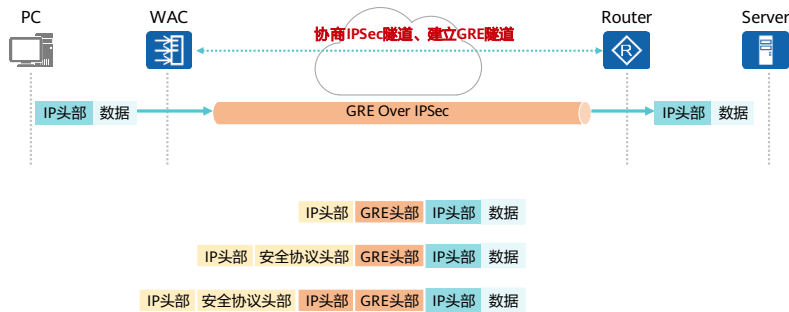 PC WAC Router Server
协商IPSec隧道、建立GRE隧道
R
IP头部 数据 GRE Over IPSec IP头部 数据
IP头部 GRE头部 IP头部 数据
IP头部 安全协议头部 GRE头部 IP头部 数据
IP头部 安全协议头部 IP头部 GRE头部 IP头部 数据